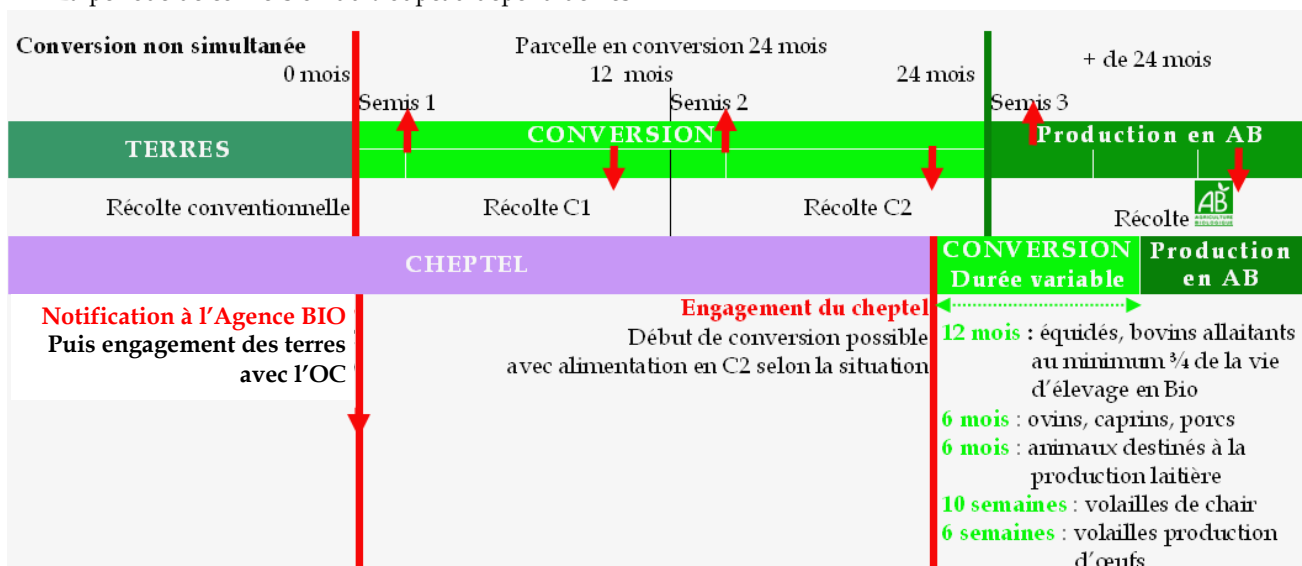 Conversion non simultanée
Parcelle en conversion 24 mois
+ de 24 mois
0 mois
12 mois
24 mois
Semis 1
Semis 2
Semis 3
TERRES
CONVERSION
Production en AB
Récolte conventionnelle
Récolte C1
Récolte C2
Récolte
AB
AGRICULTURE
BIOLOGIQUE
CHEPTEL
CONVERSION
Durée variable
Production
en AB
Notification à l'Agence BIO
Puis engagement des terres
avec l'OC
Engagement du cheptel
Début de conversion possible
avec alimentation en C2 selon la situation
12 mois : équidés, bovins allaitants
au minimum ¾ de la vie
d'élevage en Bio
6 mois : ovins, caprins, porcs
6 mois : animaux destinés à la
production laitière
10 semaines : volailles de chair
6 semaines : volailles production
d'œufs